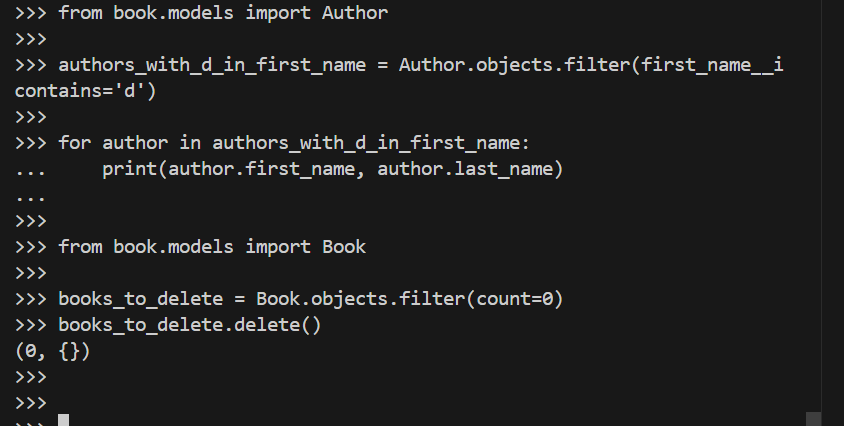 >>> from book.models import Author
>>>
>>> authors_with_d_in_first_name = Author.objects.filter(first_name__i
contains='d')
>>>
>>> for author in authors_with_d_in_first_name:
...     print(author.first_name, author.last_name)
...
>>>
>>> from book.models import Book
>>>
>>> books_to_delete = Book.objects.filter(count=0)
>>> books_to_delete.delete()
(0, {})
>>>
>>>
>>>